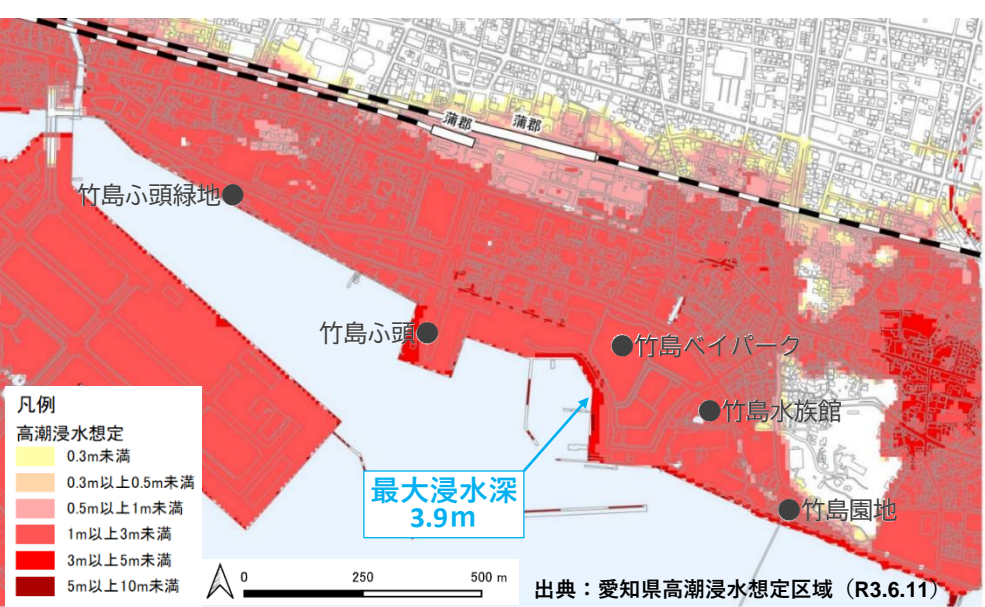 蒲郡
蒲郡
竹島ふ頭緑地
竹島ふ頭
竹島ベイパーク
竹島水族館
竹島園地
最大浸水深
3.9m
凡例
高潮浸水想定
0.3m未満
0.3m以上0.5m未満
0.5m以上1m未満
1m以上3m未満
3m以上5m未満
5m以上10m未満
0 250 500 m
出典：愛知県高潮浸水想定区域（R3.6.11）